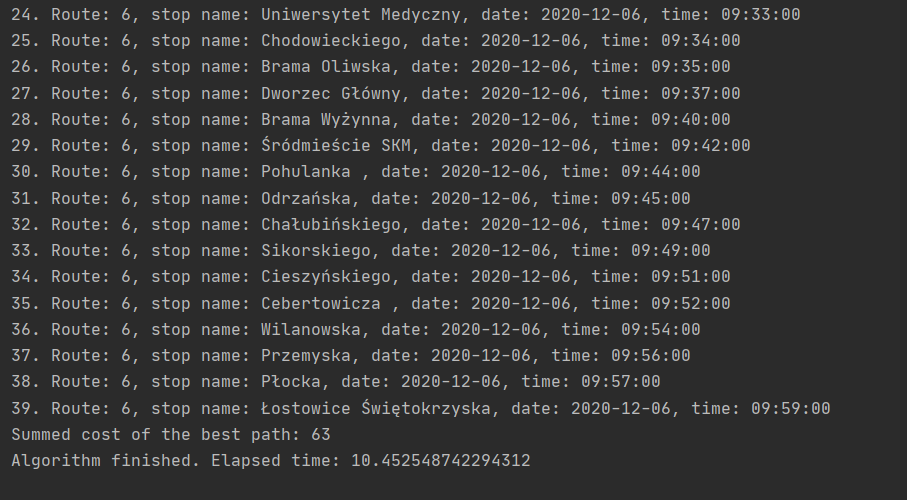 24. Route: 6, stop name: Uniwersytet Medyczny, date: 2020-12-06, time: 09:33:00
25. Route: 6, stop name: Chodowieckiego, date: 2020-12-06, time: 09:34:00
26. Route: 6, stop name: Brama Oliwska, date: 2020-12-06, time: 09:35:00
27. Route: 6, stop name: Dworzec Główny, date: 2020-12-06, time: 09:37:00
28. Route: 6, stop name: Brama Wyżynna, date: 2020-12-06, time: 09:40:00
29. Route: 6, stop name: Śródmieście SKM, date: 2020-12-06, time: 09:42:00
30. Route: 6, stop name: Pohulanka , date: 2020-12-06, time: 09:44:00
31. Route: 6, stop name: Odrzańska, date: 2020-12-06, time: 09:45:00
32. Route: 6, stop name: Chałubińskiego, date: 2020-12-06, time: 09:47:00
33. Route: 6, stop name: Sikorskiego, date: 2020-12-06, time: 09:49:00
34. Route: 6, stop name: Cieszyńskiego, date: 2020-12-06, time: 09:51:00
35. Route: 6, stop name: Cebertowicza , date: 2020-12-06, time: 09:52:00
36. Route: 6, stop name: Wilanowska, date: 2020-12-06, time: 09:54:00
37. Route: 6, stop name: Przemyska, date: 2020-12-06, time: 09:56:00
38. Route: 6, stop name: Płocka, date: 2020-12-06, time: 09:57:00
39. Route: 6, stop name: Łostowice Świętokrzyska, date: 2020-12-06, time: 09:59:00
Summed cost of the best path: 63
Algorithm finished. Elapsed time: 10.452548742294312